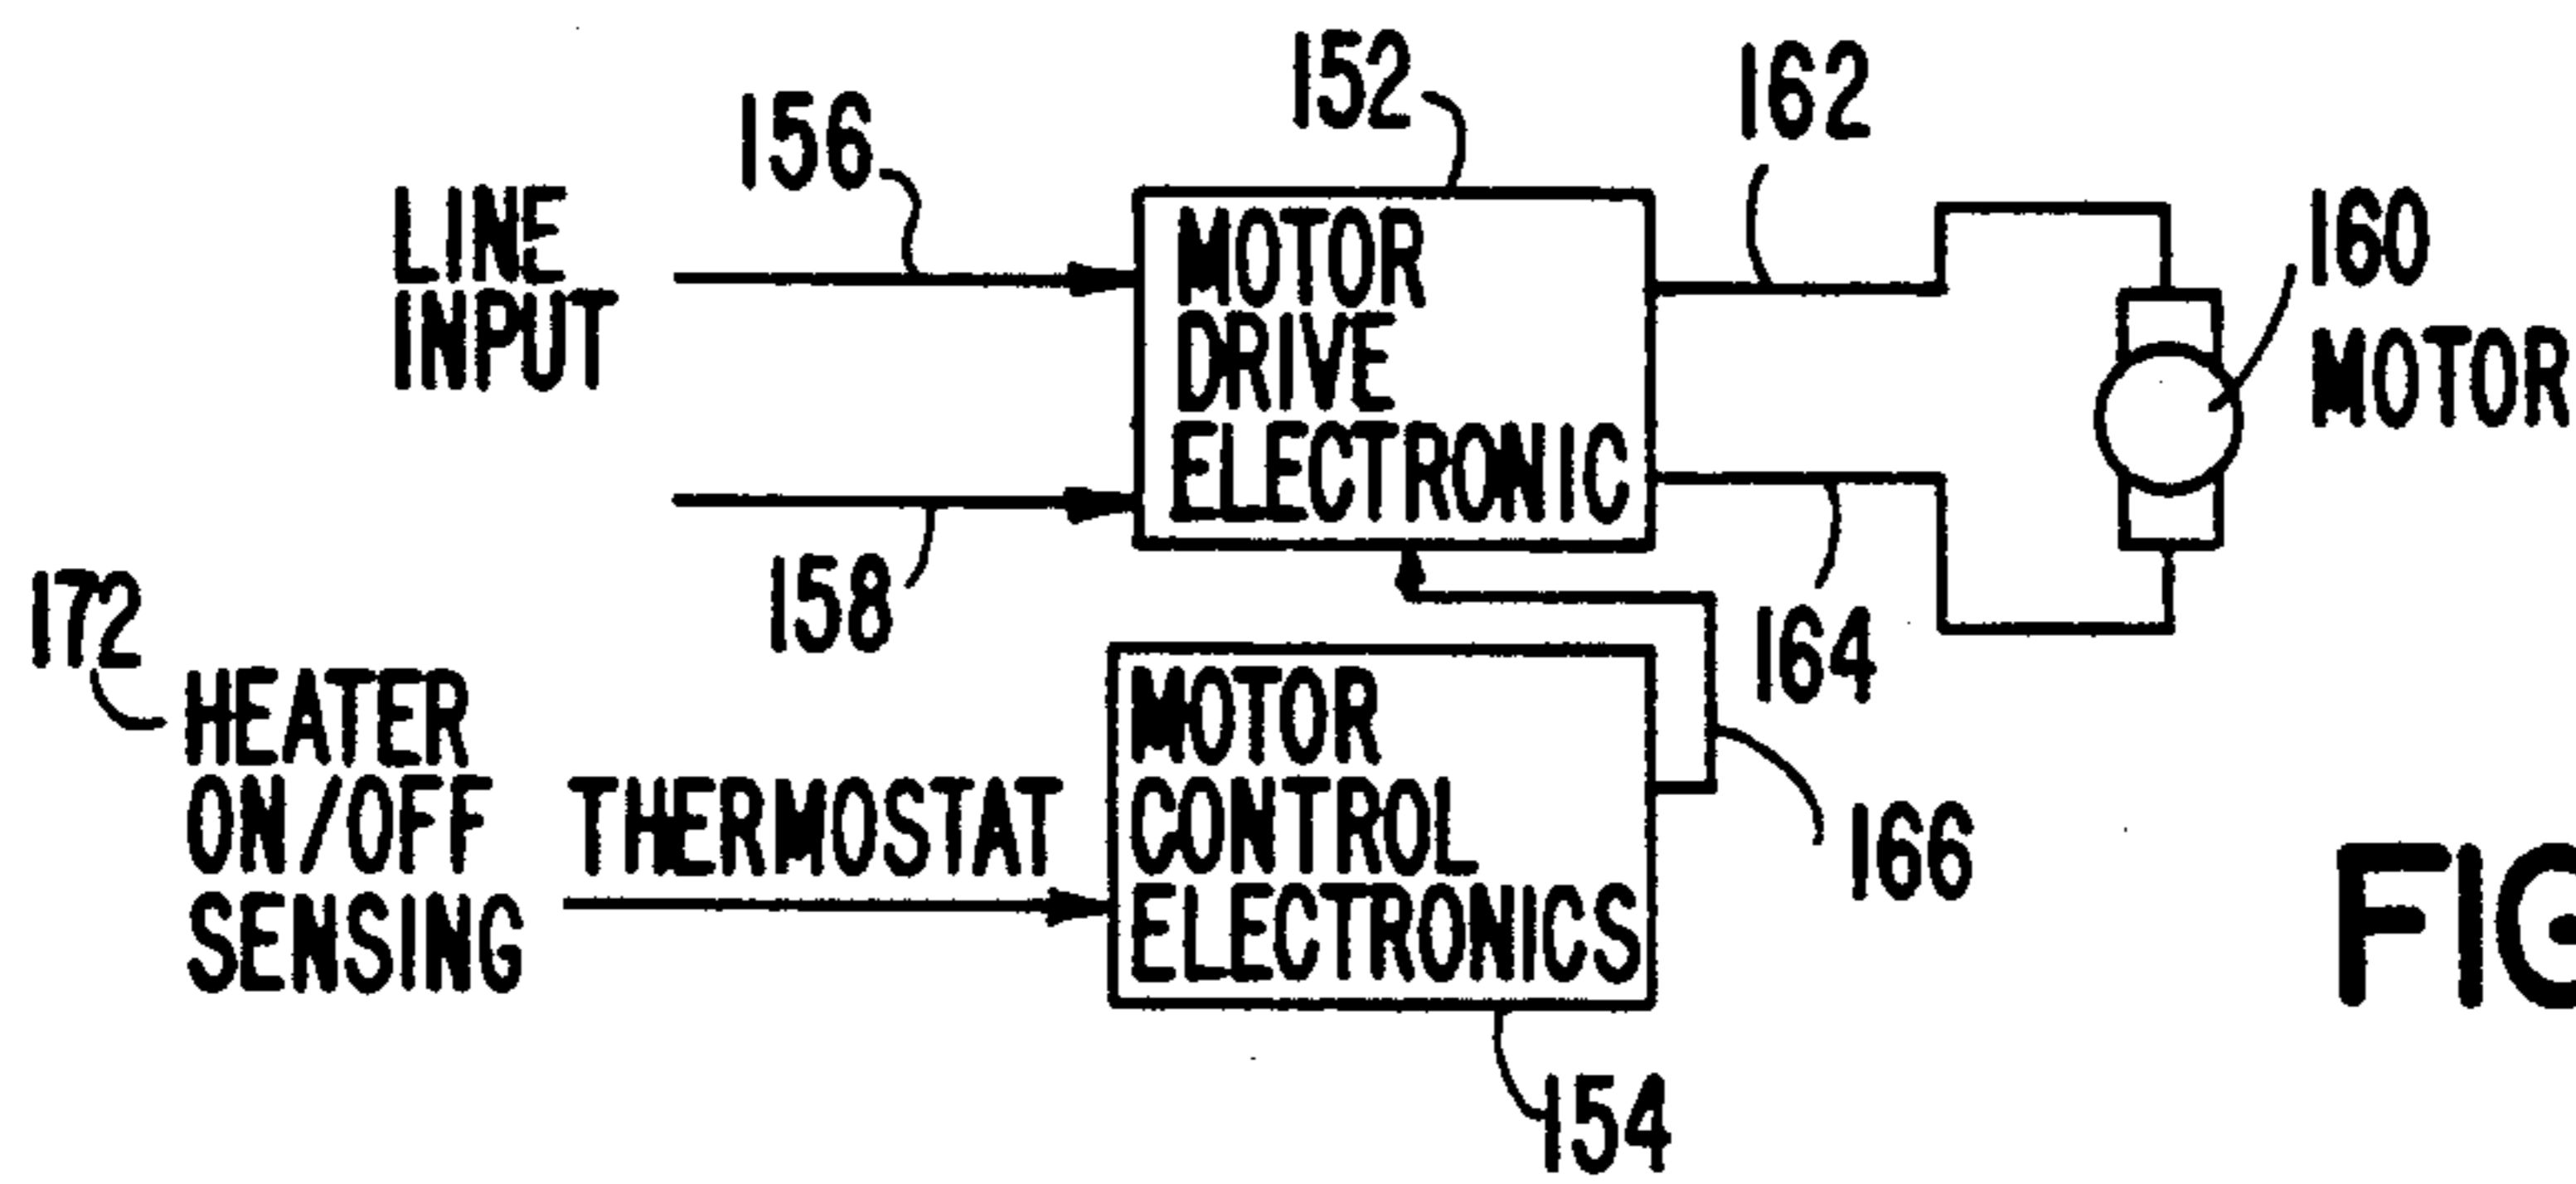 152
162
156
LINE
INPUT
MOTOR
DRIVE
ELECTRONIC
160
MOTOR
158
164
172
HEATER
ON/OFF
SENSING
THERMOSTAT
MOTOR
CONTROL
ELECTRONICS
166
154
FIG